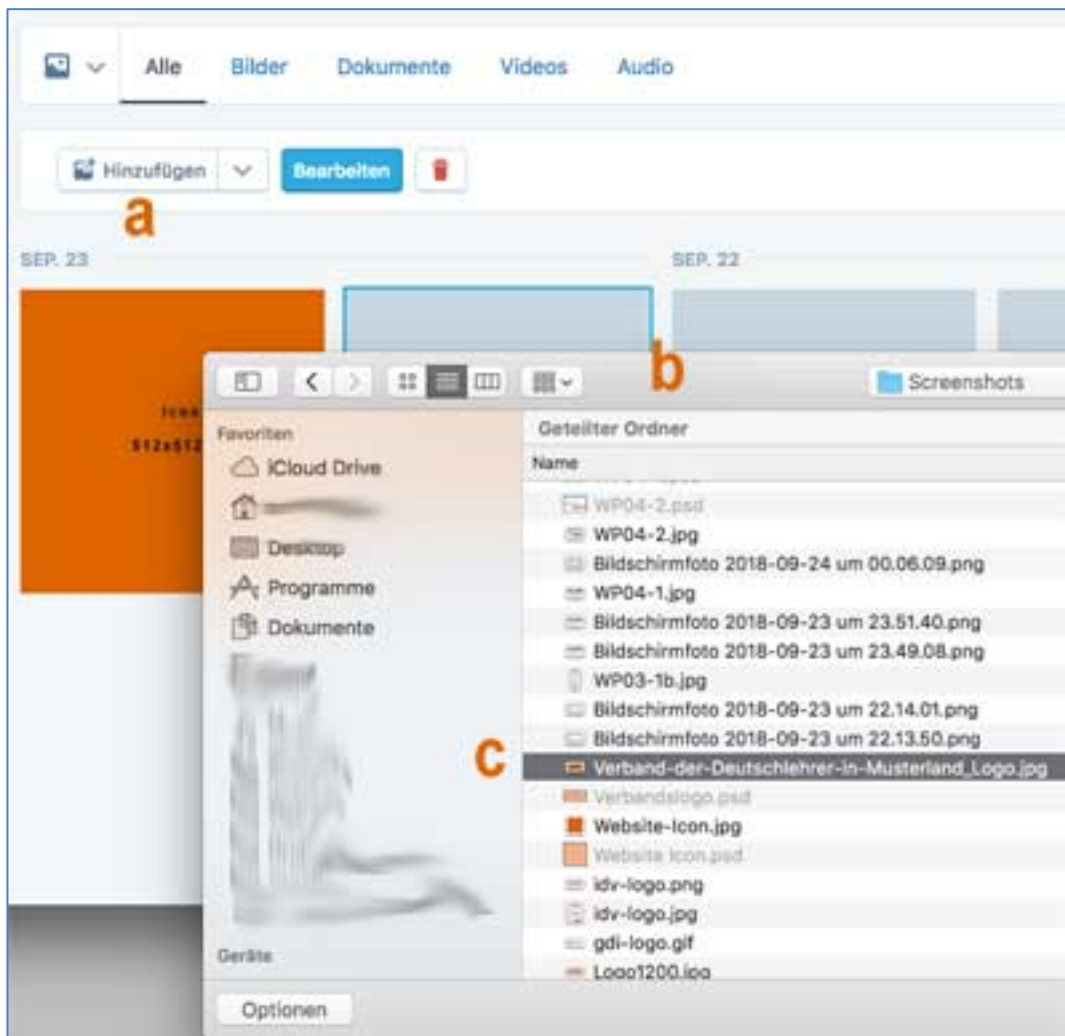 Alle Bilder Dokumente Videos Audio
Hinzufügen Bearbeiten
a
SEP. 23 SEP. 22
b
Screenshots
Icon
512x512
Favoriten
iCloud Drive
Desktop
Programme
Dokumente
Geräte
Optionen
Geteilter Ordner
Name
WP04-2.psd
WP04-2.jpg
Bildschirmfoto 2018-09-24 um 00.06.09.png
WP04-1.jpg
Bildschirmfoto 2018-09-23 um 23.51.40.png
Bildschirmfoto 2018-09-23 um 23.49.08.png
WP03-1b.jpg
Bildschirmfoto 2018-09-23 um 22.14.01.png
Bildschirmfoto 2018-09-23 um 22.13.50.png
c
Verband-der-Deutschlehrer-in-Musterland_Logo.jpg
Verbandslogo.psd
Website-Icon.jpg
Website Icon.psd
idv-logo.png
idv-logo.jpg
gdi-logo.gif
Logo1200.jpg